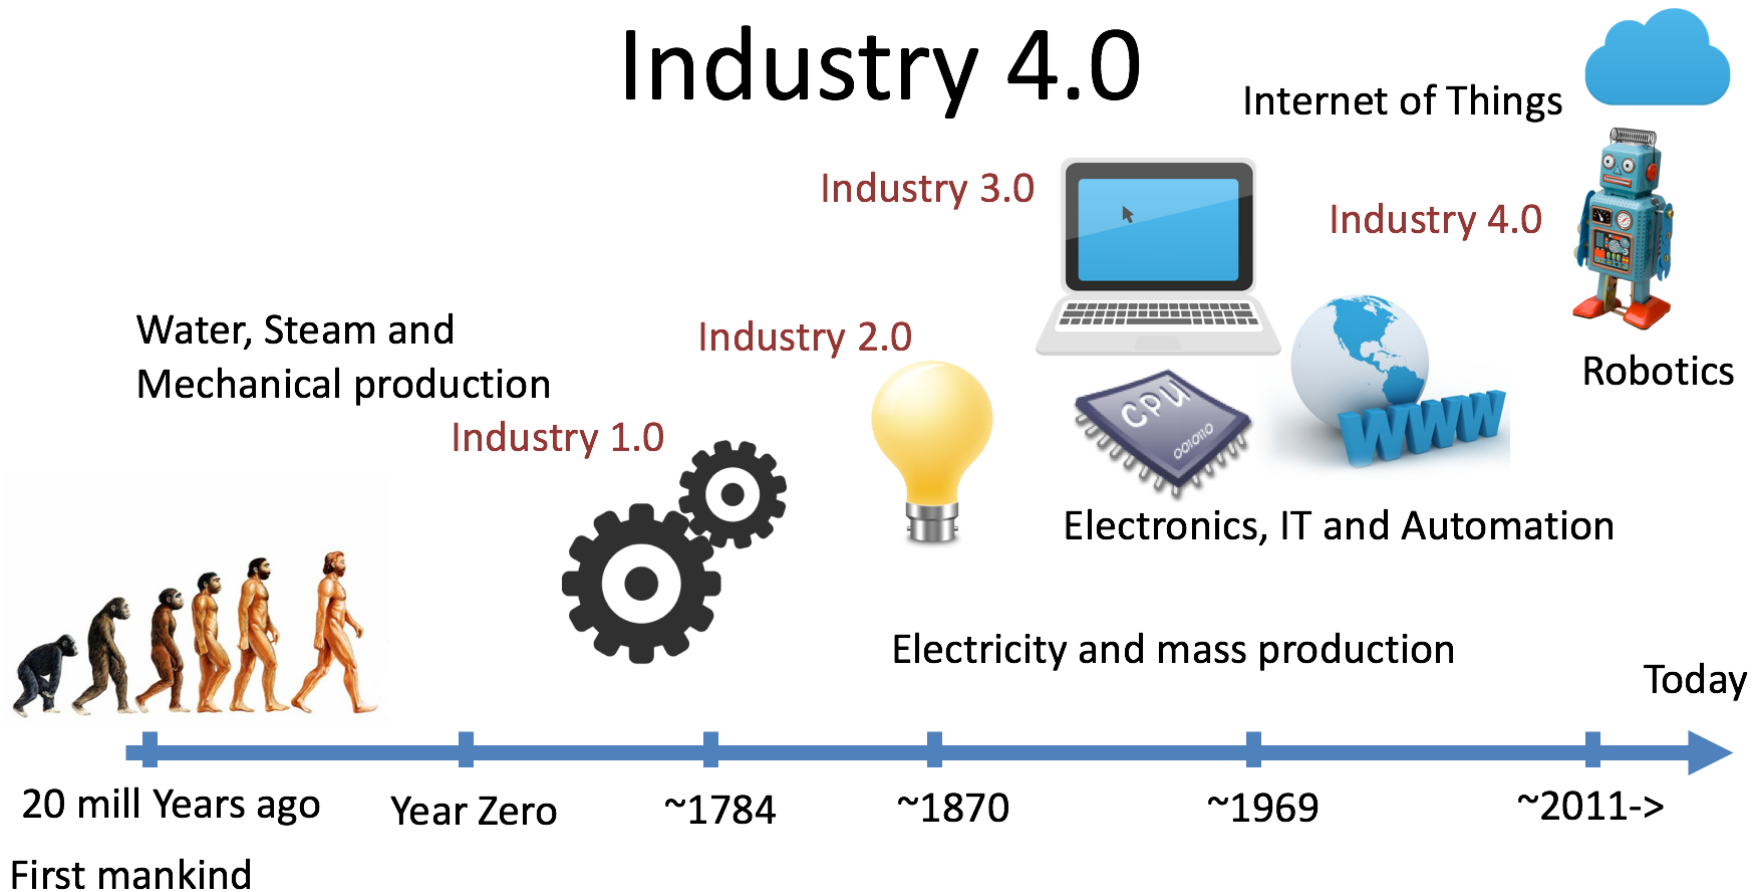 Industry 4.0
Internet of Things
Industry 3.0
Industry 4.0
Water, Steam and
Mechanical production
Industry 2.0
Robotics
Industry 1.0
CPU
001010
WWW
Electronics, IT and Automation
Electricity and mass production
Today
20 mill Years ago
Year Zero
~1784
~1870
~1969
~2011->
First mankind